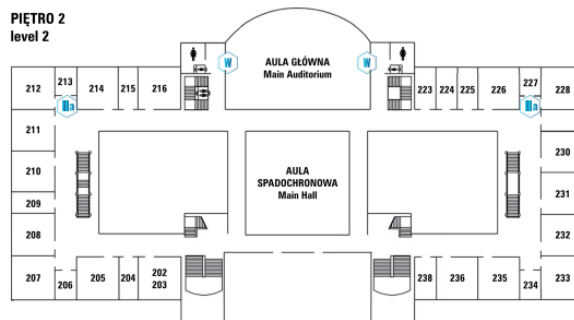 PIĘTRO 2
level 2
W
AULA GŁÓWNA
Main Auditorium
W
212
213
214
215
216
223
224
225
226
227
228
a
a
211
210
209
208
207
AULA
SPADOCHRONOWA
Main Hall
230
231
232
233
206
205
204
202
203
238
236
235
234